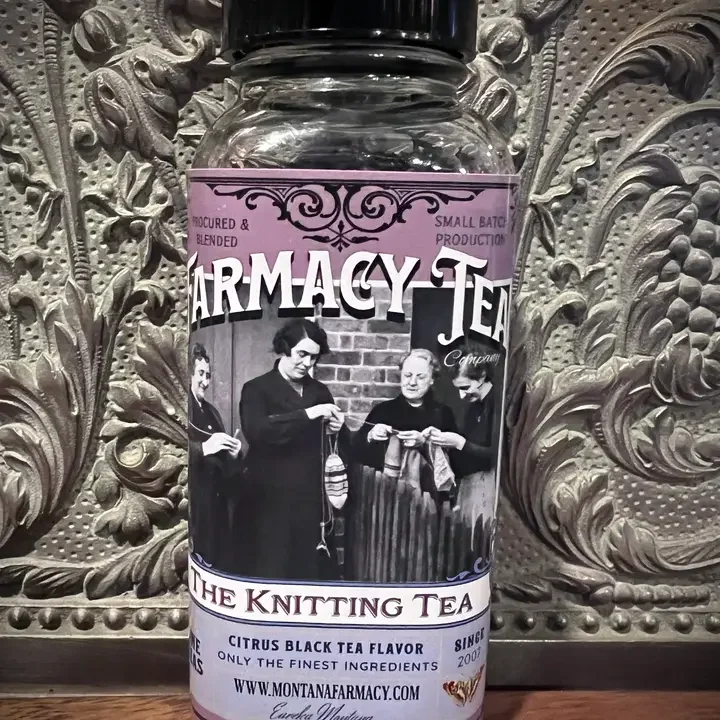 PROCURED &
BLENDED
SMALL BATCH
PRODUCTION
FARMACY TEA
Company
THE KNITTING TEA
CITRUS BLACK TEA FLAVOR
ONLY THE FINEST INGREDIENTS
SINCE
2007
WWW.MONTANAFARMACY.COM
Eureka Montana